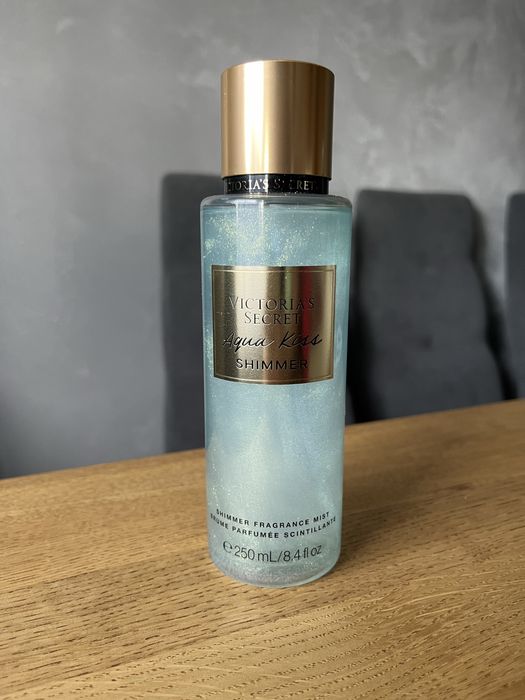 VICTORIA'S SECRET
VICTORIA'S
SECRET
Aqua Kiss
SHIMMER
SHIMMER FRAGRANCE MIST
BRUME PARFUMÉE SCINTILLANTE
℮250 mL/8.4 fl oz